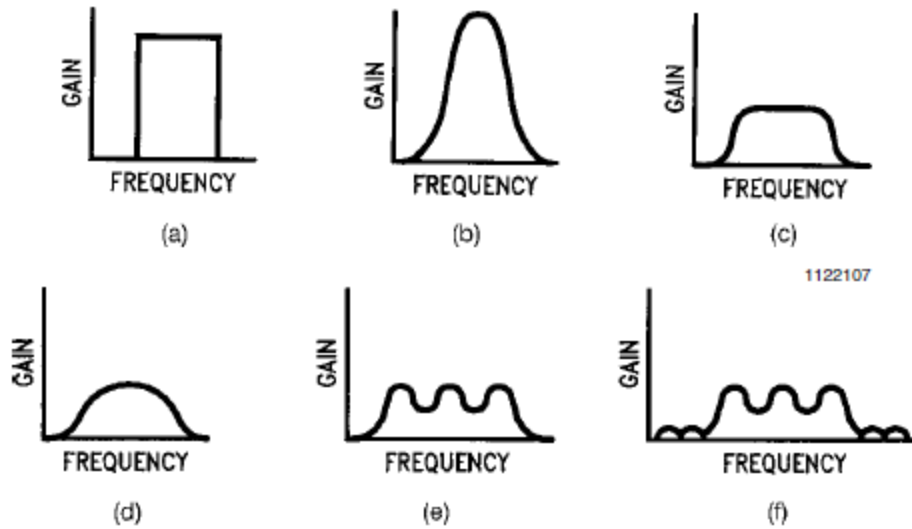 GAIN
FREQUENCY
(a)
GAIN
FREQUENCY
(b)
GAIN
FREQUENCY
(c)
1122107
GAIN
FREQUENCY
(d)
GAIN
FREQUENCY
(e)
GAIN
FREQUENCY
(f)